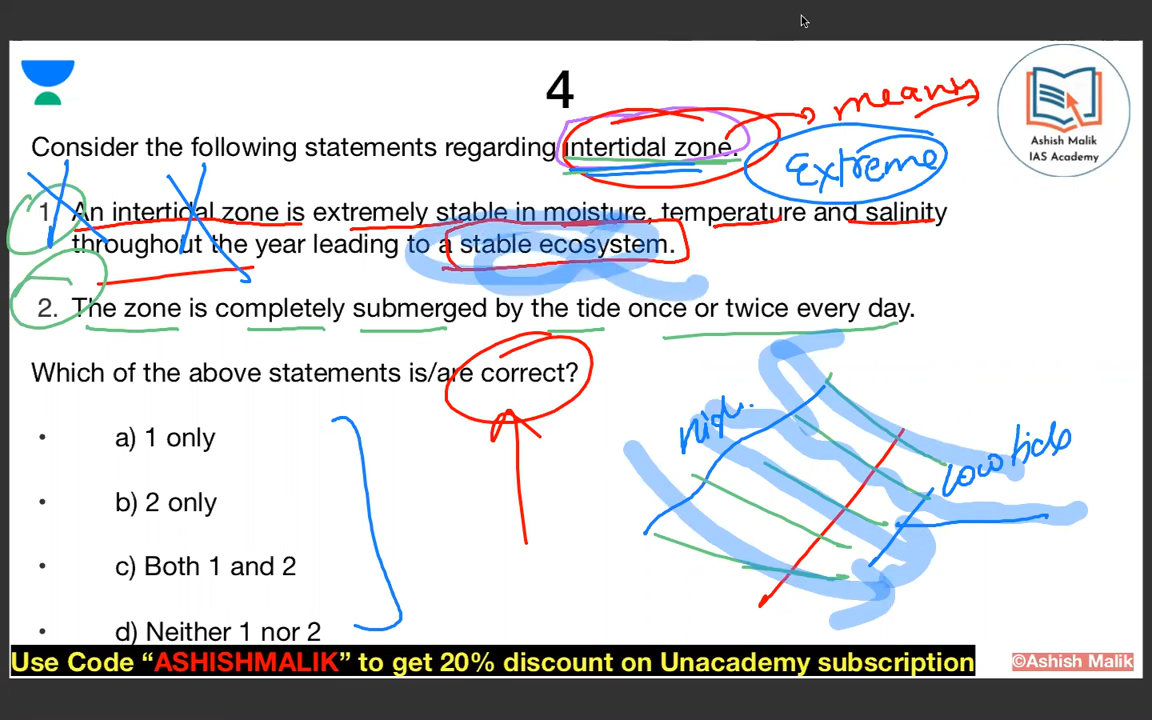 4
means
Consider the following statements regarding intertidal zone.
Extreme
Ashish Malik
IAS Academy
1. An intertidal zone is extremely stable in moisture, temperature and salinity
throughout the year leading to a stable ecosystem.
2. The zone is completely submerged by the tide once or twice every day.
Which of the above statements is/are correct?
low tide
• a) 1 only
• b) 2 only
• c) Both 1 and 2
• d) Neither 1 nor 2
Use Code “ASHISHMALIK” to get 20% discount on Unacademy subscription
©Ashish Malik